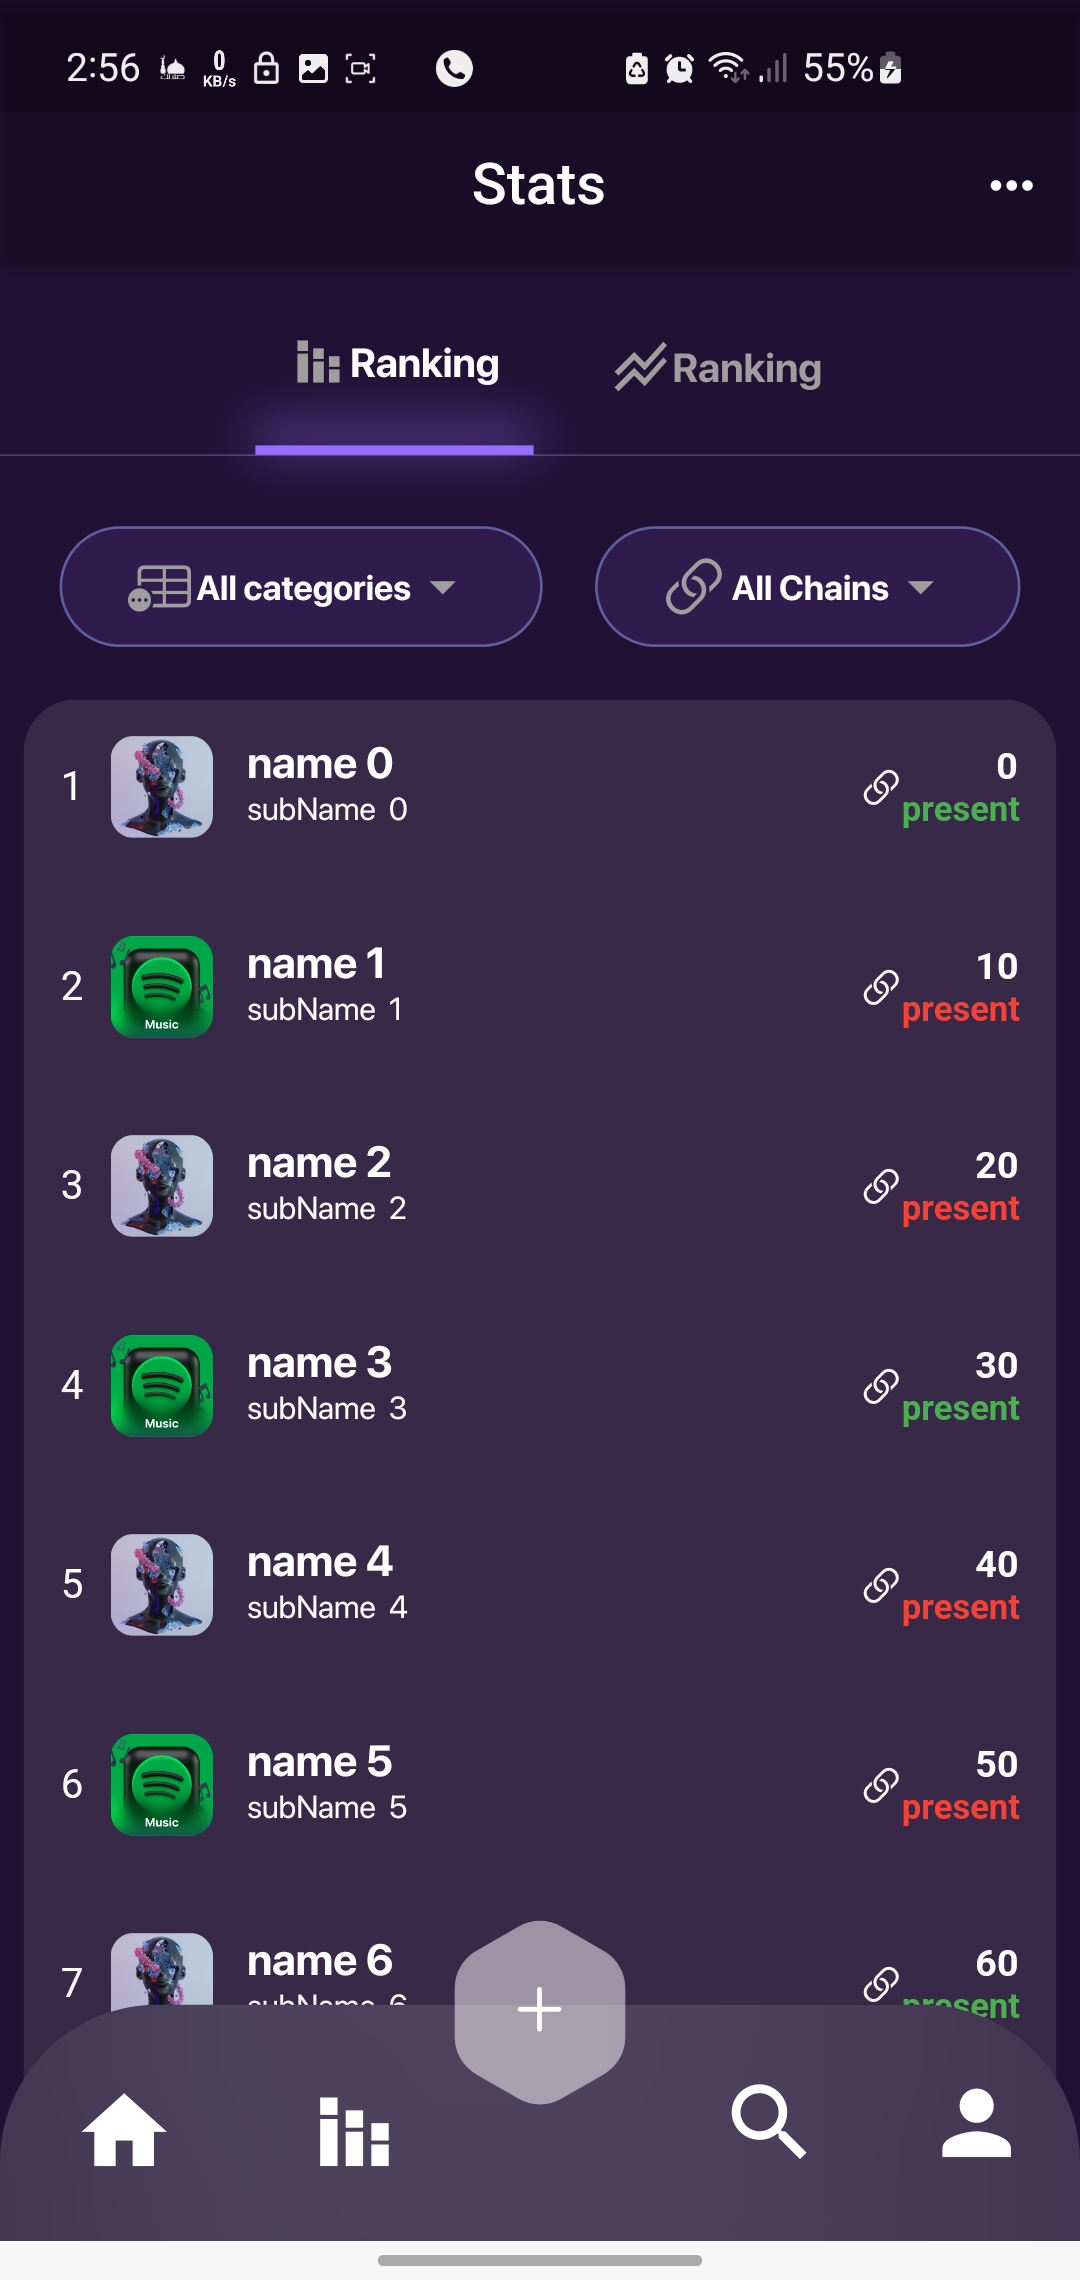 2:56 0 KB/s 55%
Stats
Ranking Ranking
All categories All Chains
1 name 0 0
subName 0 present
2 name 1 10
Music subName 1 present
3 name 2 20
subName 2 present
4 name 3 30
Music subName 3 present
5 name 4 40
subName 4 present
6 name 5 50
Music subName 5 present
7 name 6 60
subName 6 present